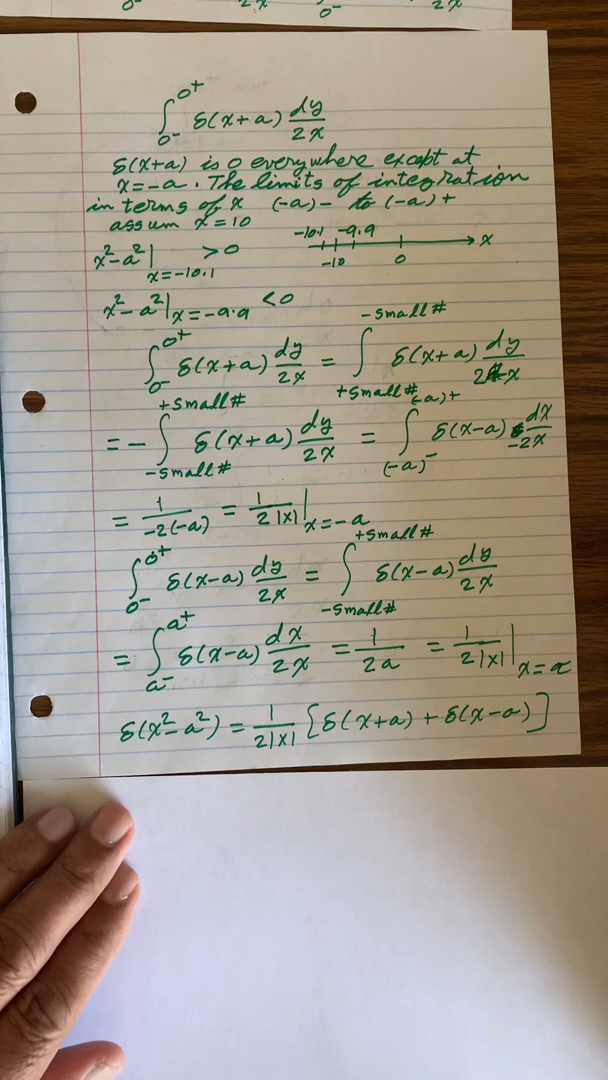 ∫_{0-}^{0+} δ(x+a) dy/2x
δ(x+a) is 0 everywhere except at
x=-a. The limits of integration
in terms of x (-a)- to (-a)+
assum x=10
x²-a²|_{x=-10.1} >0
-10.1 -9.9 x
-10 0
x²-a²|_{x=-9.9} <0
∫_{0-}^{0+} δ(x+a) dy/2x = ∫_{+small#}^{-small#} δ(x+a) dy/2x
= -∫_{-small#}^{+small#} δ(x+a) dy/2x = ∫_{(-a)-}^{(-a)+} δ(x-a) dx/-2x
= 1/-2(-a) = 1/2|x| |_{x=-a}
∫_{0-}^{0+} δ(x-a) dy/2x = ∫_{-small#}^{+small#} δ(x-a) dy/2x
= ∫_{a-}^{a+} δ(x-a) dx/2x = 1/2a = 1/2|x| |_{x=a}
δ(x²-a²) = 1/2|x| [δ(x+a) + δ(x-a)]